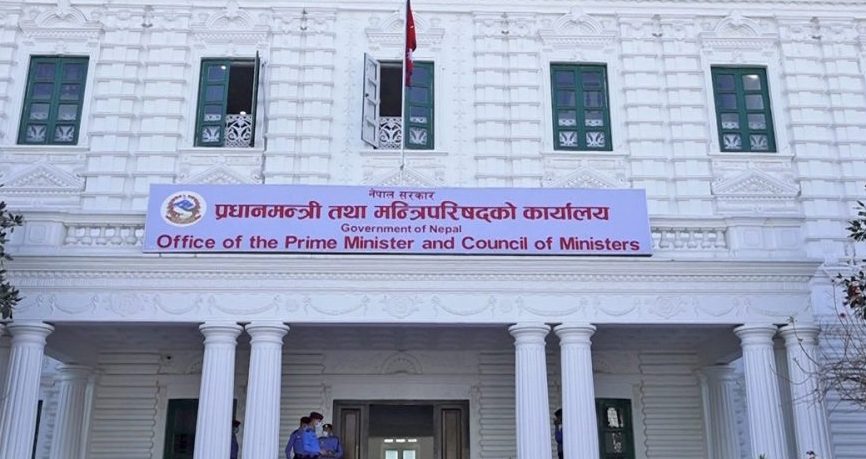 नेपाल सरकार
प्रधानमन्त्री तथा मन्त्रिपरिषद्को कार्यालय
Government of Nepal
Office of the Prime Minister and Council of Ministers